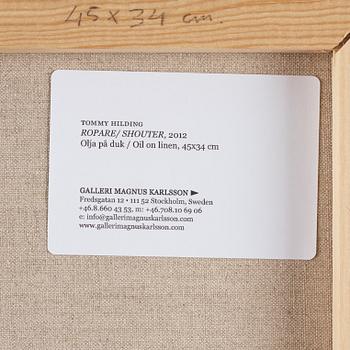 45 x 34 cm.
TOMMY HILDING
ROPARE/ SHOUTER, 2012
Olja på duk / Oil on linen, 45x34 cm
GALLERI MAGNUS KARLSSON ►
Fredsgatan 12 • 111 52 Stockholm, Sweden
+46.8.660 43 53, m: +46.708.10 69 06
e: info@gallerimagnuskarlsson.com
www.gallerimagnuskarlsson.com